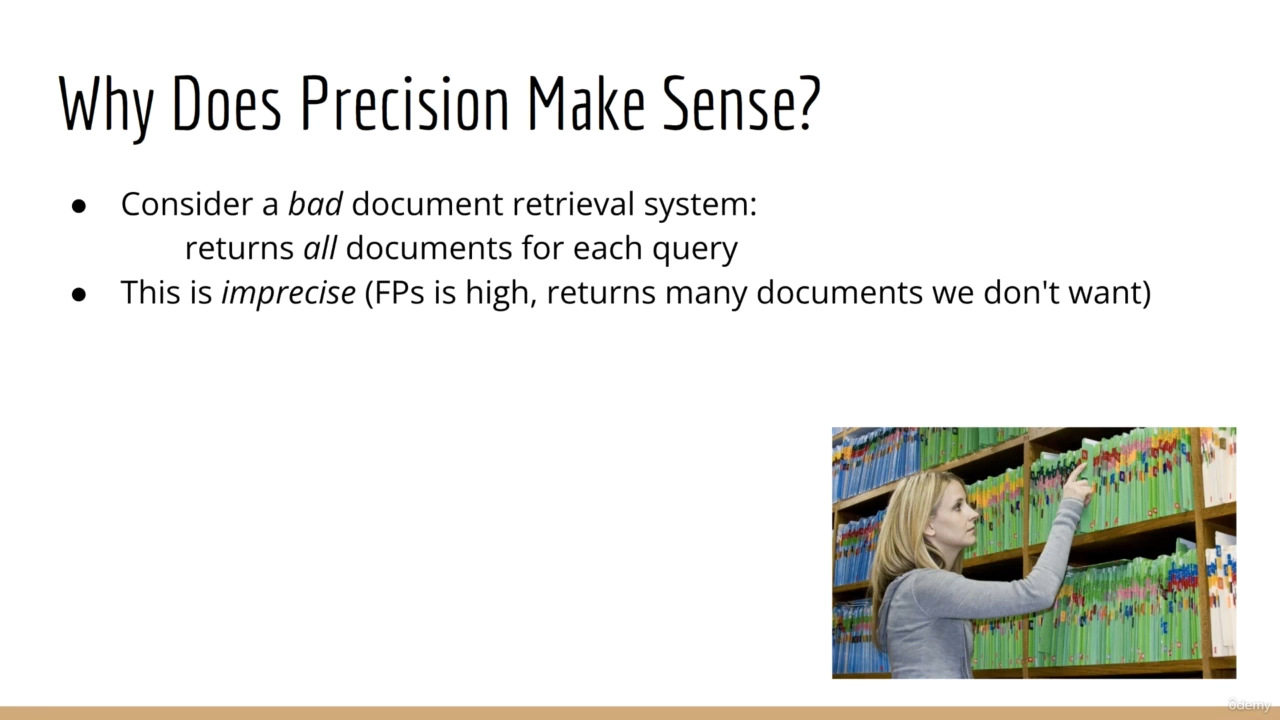 Why Does Precision Make Sense?
● Consider a bad document retrieval system:
returns all documents for each query
● This is imprecise (FPs is high, returns many documents we don't want)
ûdemy